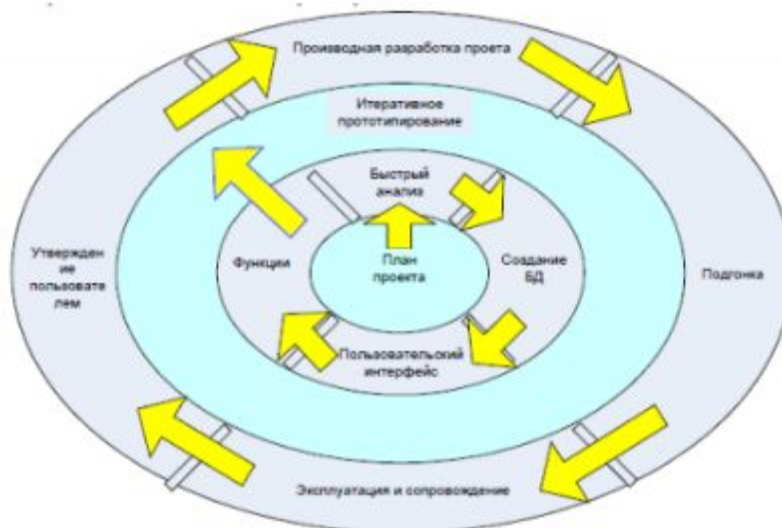 Производная разработка проета
Итеративное
прототипирование
Быстрый
анализ
Утвержден
ие
пользовате
лем
Функции
План
проекта
Создание
БД
Подгонка
Пользовательский
интерфейс
Эксплуатация и сопровождение